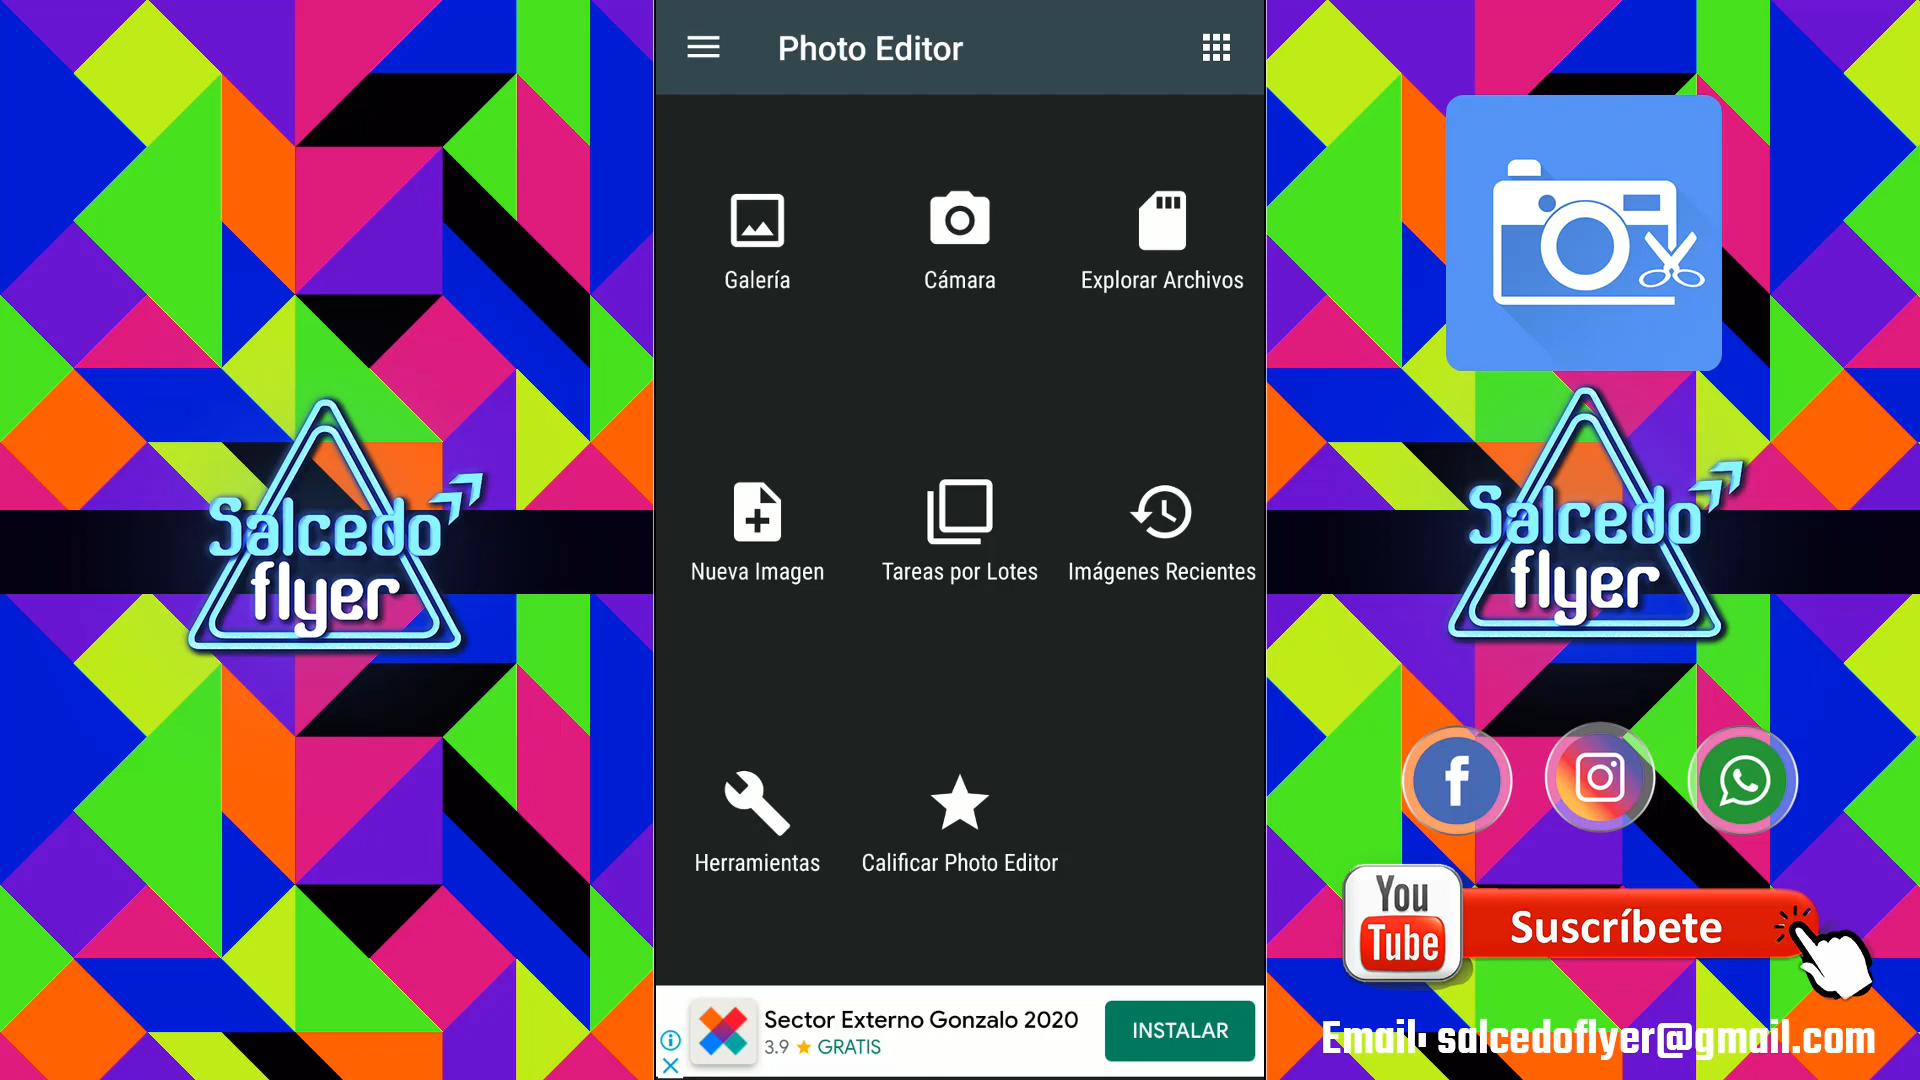 Photo Editor
Galería
Cámara
Explorar Archivos
Nueva Imagen
Tareas por Lotes
Imágenes Recientes
Herramientas
Calificar Photo Editor
Sector Externo Gonzalo 2020
3.9 ★ GRATIS
INSTALAR
Salcedo
flyer
Salcedo
flyer
You
Tube
Suscríbete
Email: salcedoflyer@gmail.com